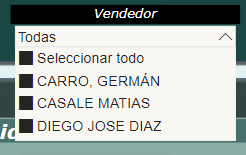 Vendedor
Todas
Seleccionar todo
CARRO, GERMÁN
CASALE MATIAS
DIEGO JOSE DIAZ